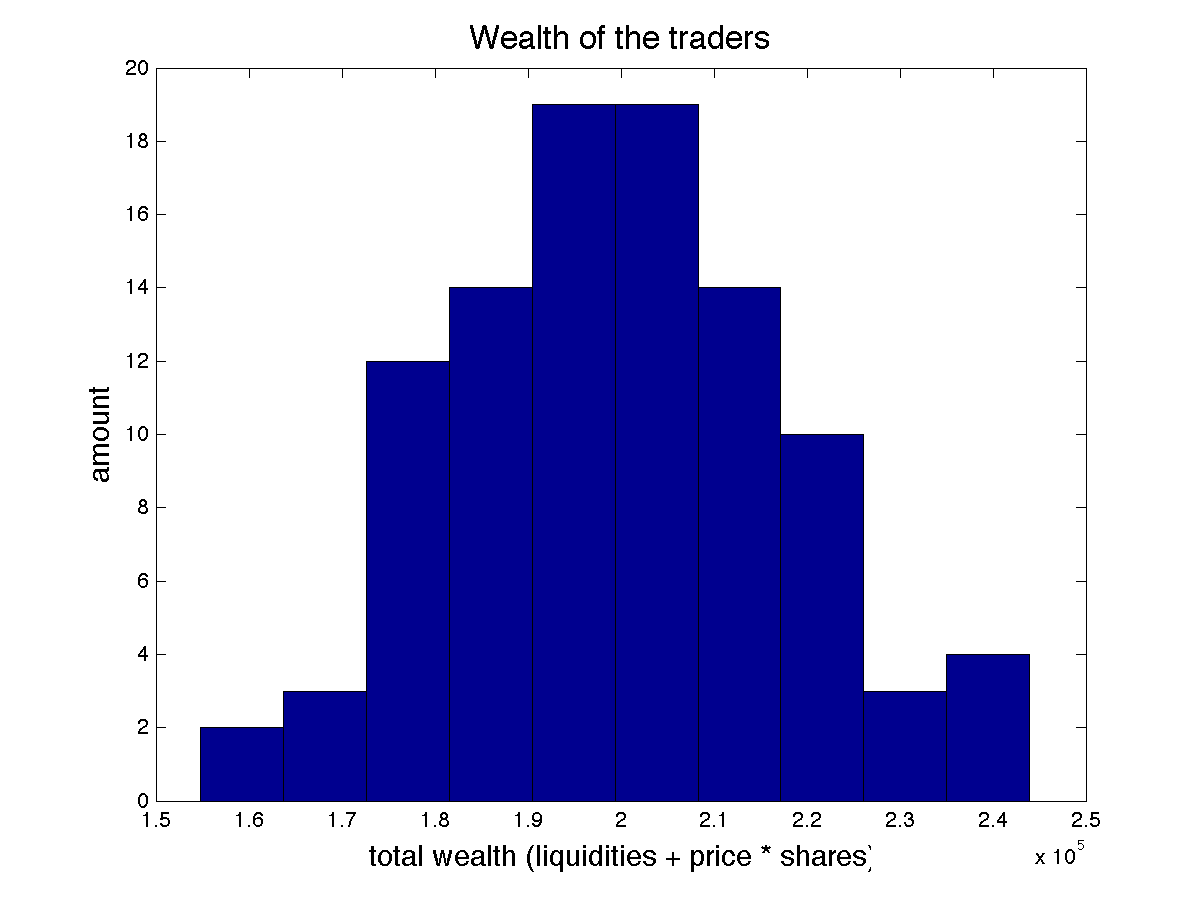 Wealth of the traders
20
18
16
14
12
10
8
6
4
2
0
amount
1.5 1.6 1.7 1.8 1.9 2 2.1 2.2 2.3 2.4 2.5
x 10^5
total wealth (liquidities + price * shares)